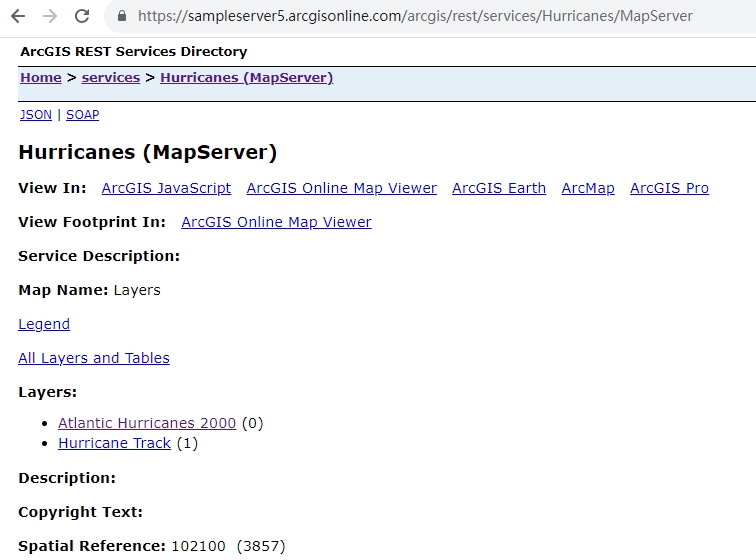 https://sampleserver5.arcgisonline.com/arcgis/rest/services/Hurricanes/MapServer
ArcGIS REST Services Directory
Home > services > Hurricanes (MapServer)
JSON | SOAP
Hurricanes (MapServer)
View In: ArcGIS JavaScript ArcGIS Online Map Viewer ArcGIS Earth ArcMap ArcGIS Pro
View Footprint In: ArcGIS Online Map Viewer
Service Description:
Map Name: Layers
Legend
All Layers and Tables
Layers:
• Atlantic Hurricanes 2000 (0)
• Hurricane Track (1)
Description:
Copyright Text:
Spatial Reference: 102100 (3857)